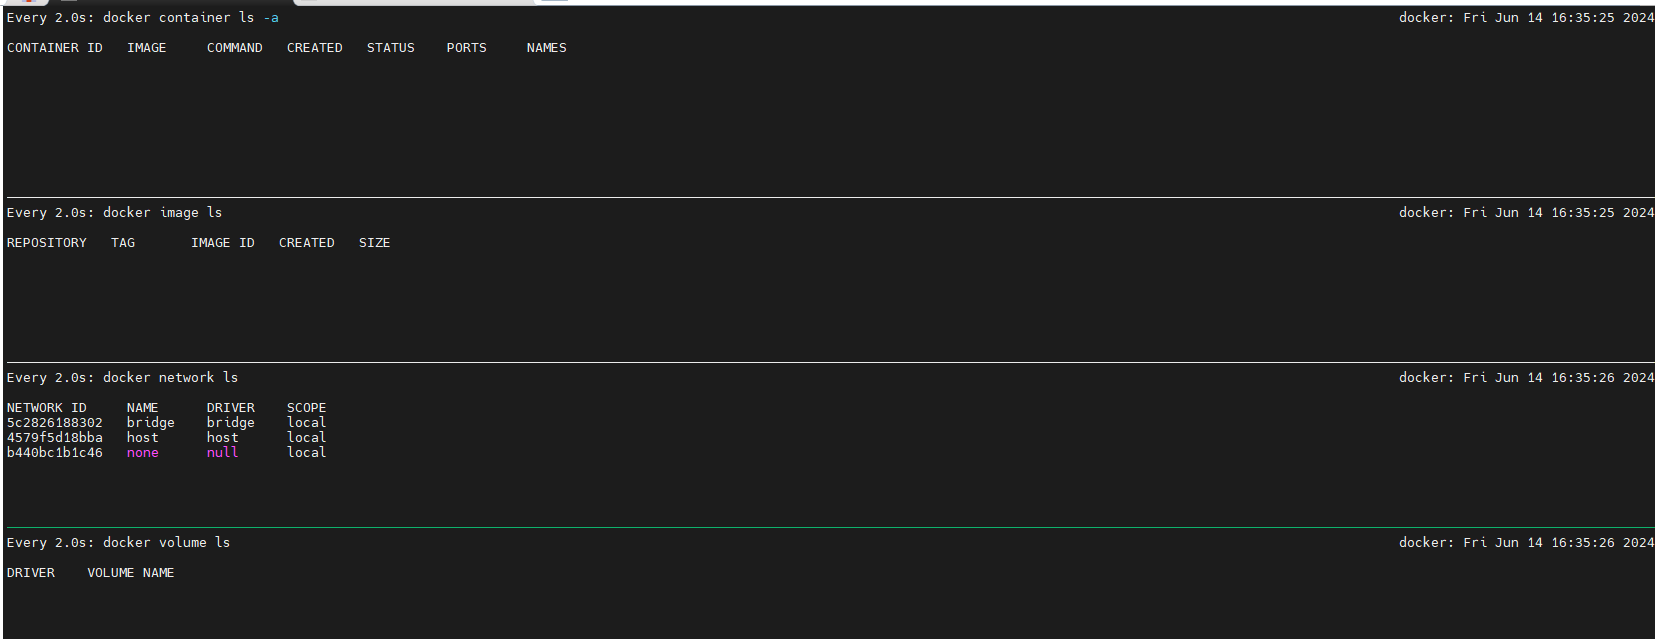 Every 2.0s: docker container ls -a docker: Fri Jun 14 16:35:25 2024
CONTAINER ID IMAGE COMMAND CREATED STATUS PORTS NAMES
Every 2.0s: docker image ls docker: Fri Jun 14 16:35:25 2024
REPOSITORY TAG IMAGE ID CREATED SIZE
Every 2.0s: docker network ls docker: Fri Jun 14 16:35:26 2024
NETWORK ID NAME DRIVER SCOPE
5c2826188302 bridge bridge local
4579f5d18bba host host local
b440bc1b1c46 none null local
Every 2.0s: docker volume ls docker: Fri Jun 14 16:35:26 2024
DRIVER VOLUME NAME